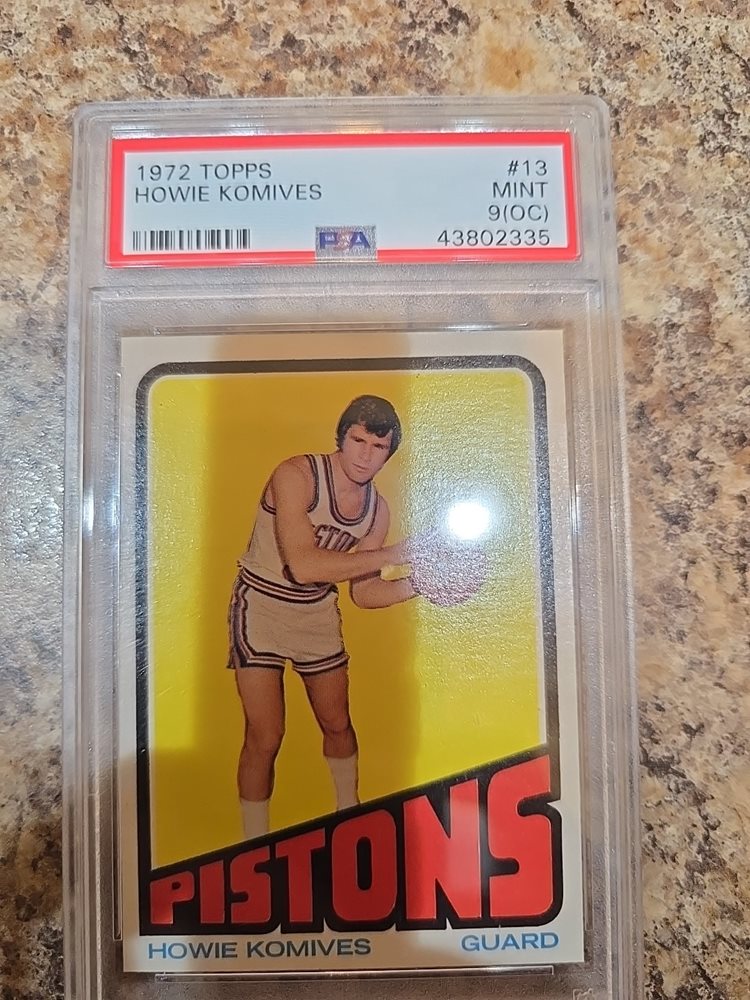 1972 TOPPS #13
HOWIE KOMIVES MINT
9(OC)
PSA 43802335
PISTONS
HOWIE KOMIVES GUARD